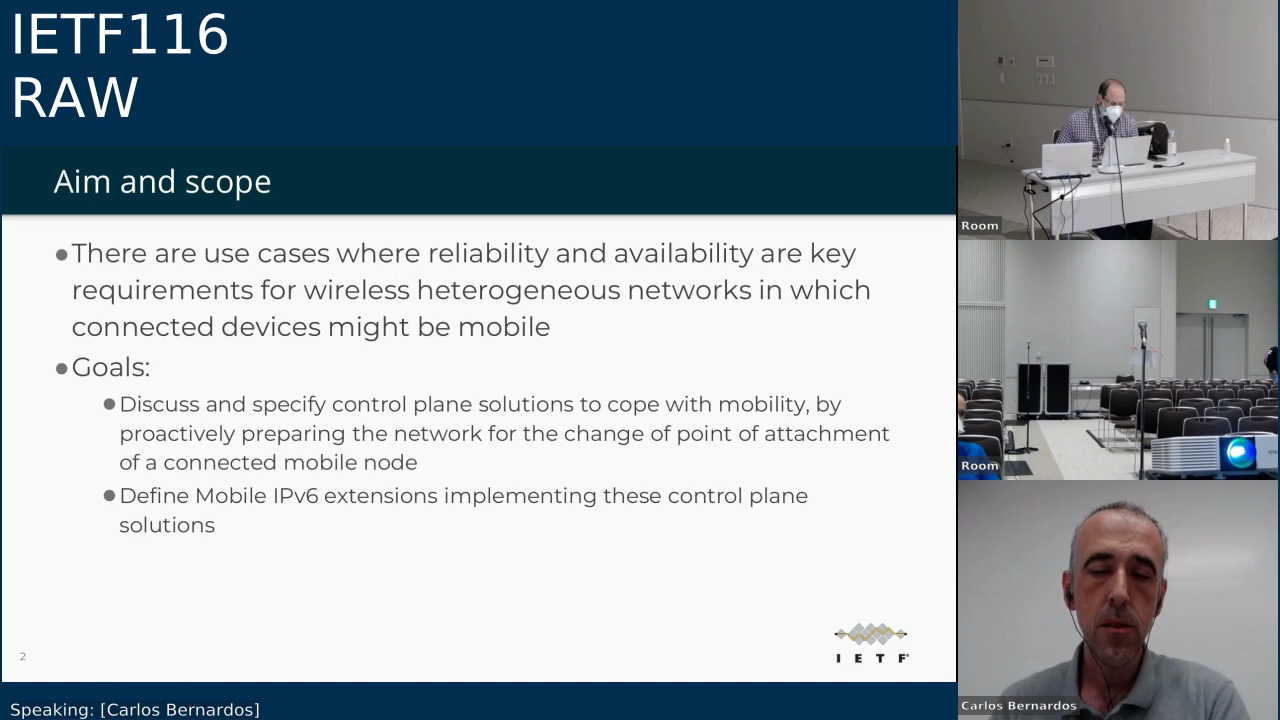 IETF116
RAW
Aim and scope
●There are use cases where reliability and availability are key
requirements for wireless heterogeneous networks in which
connected devices might be mobile
●Goals:
●Discuss and specify control plane solutions to cope with mobility, by
proactively preparing the network for the change of point of attachment
of a connected mobile node
●Define Mobile IPv6 extensions implementing these control plane
solutions
2
I E T F
Speaking: [Carlos Bernardos]
Room
Room
Carlos Bernardos